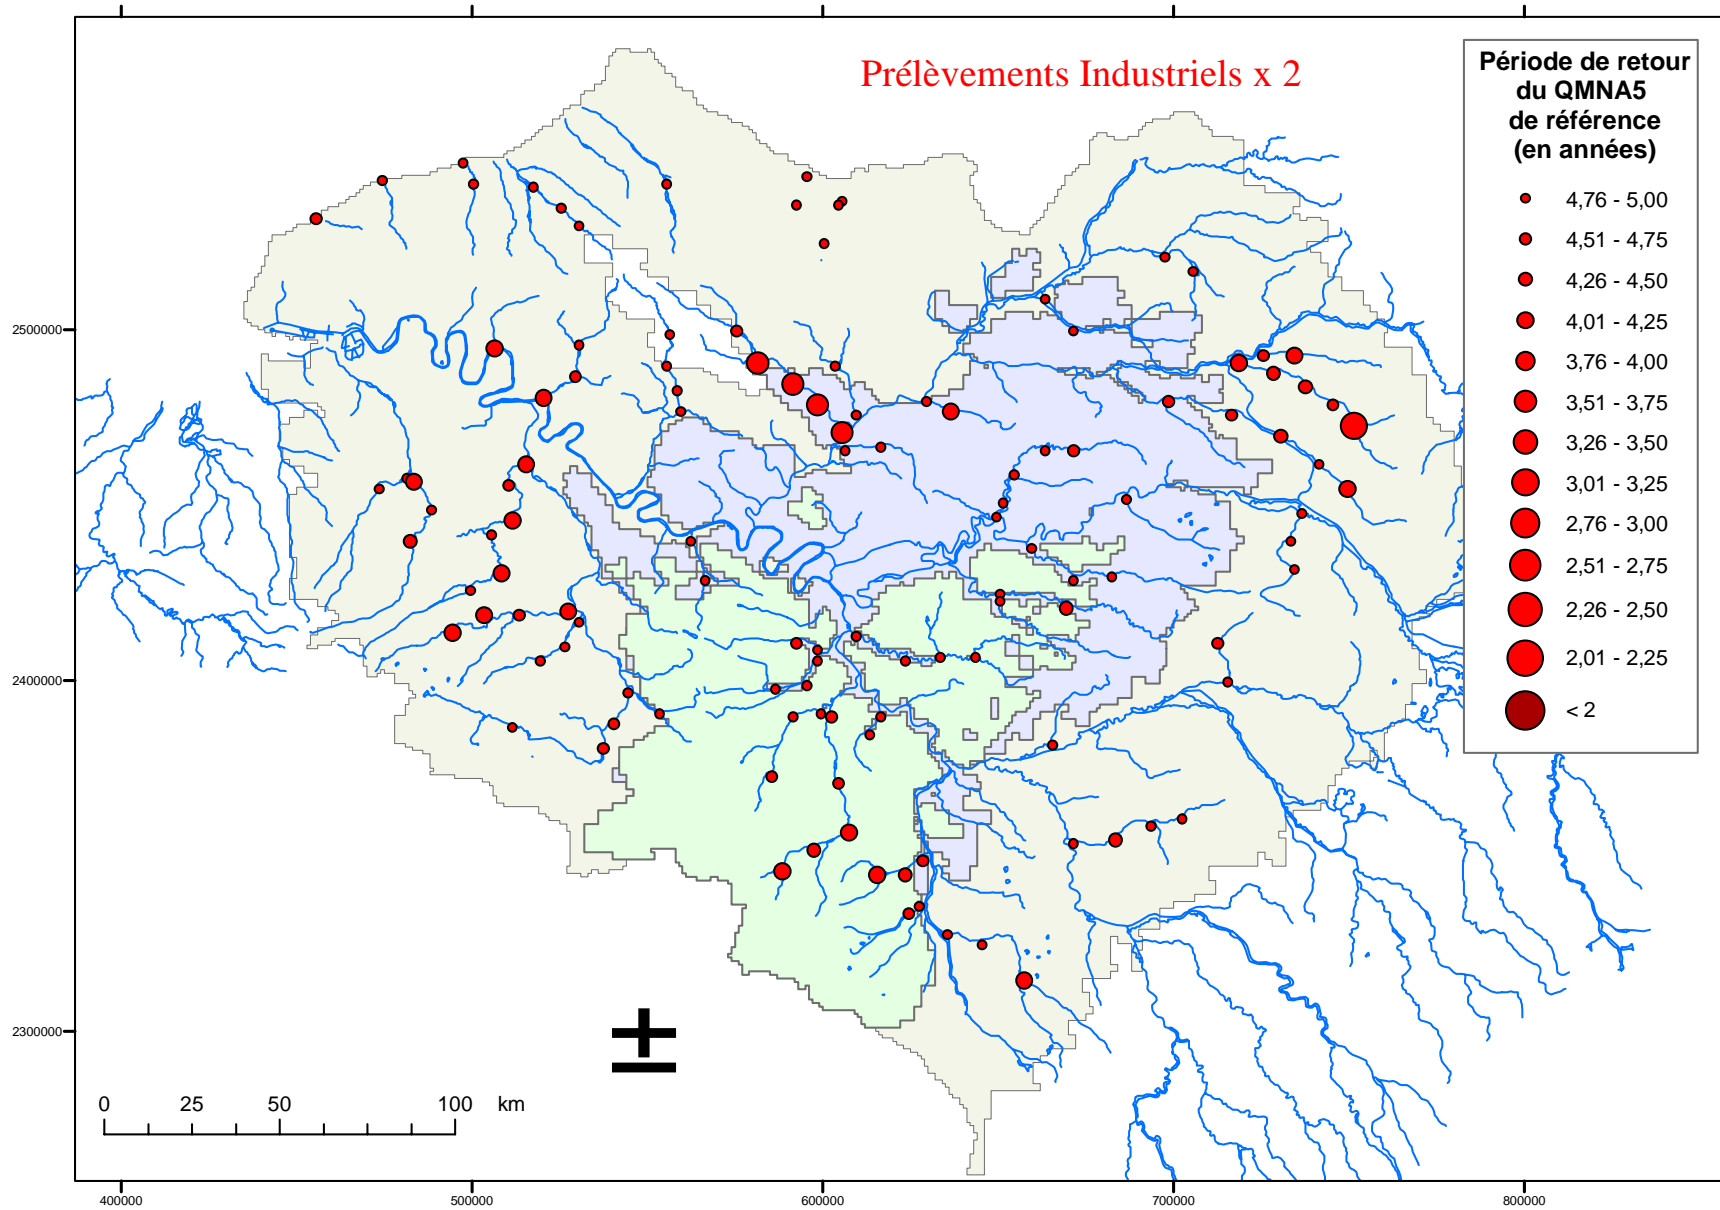 Prélèvements Industriels x 2
Période de retour
du QMNA5
de référence
(en années)
4,76 - 5,00
4,51 - 4,75
4,26 - 4,50
4,01 - 4,25
3,76 - 4,00
3,51 - 3,75
3,26 - 3,50
3,01 - 3,25
2,76 - 3,00
2,51 - 2,75
2,26 - 2,50
2,01 - 2,25
< 2
2500000
2400000
2300000
0 25 50 100 km
400000 500000 600000 700000 800000